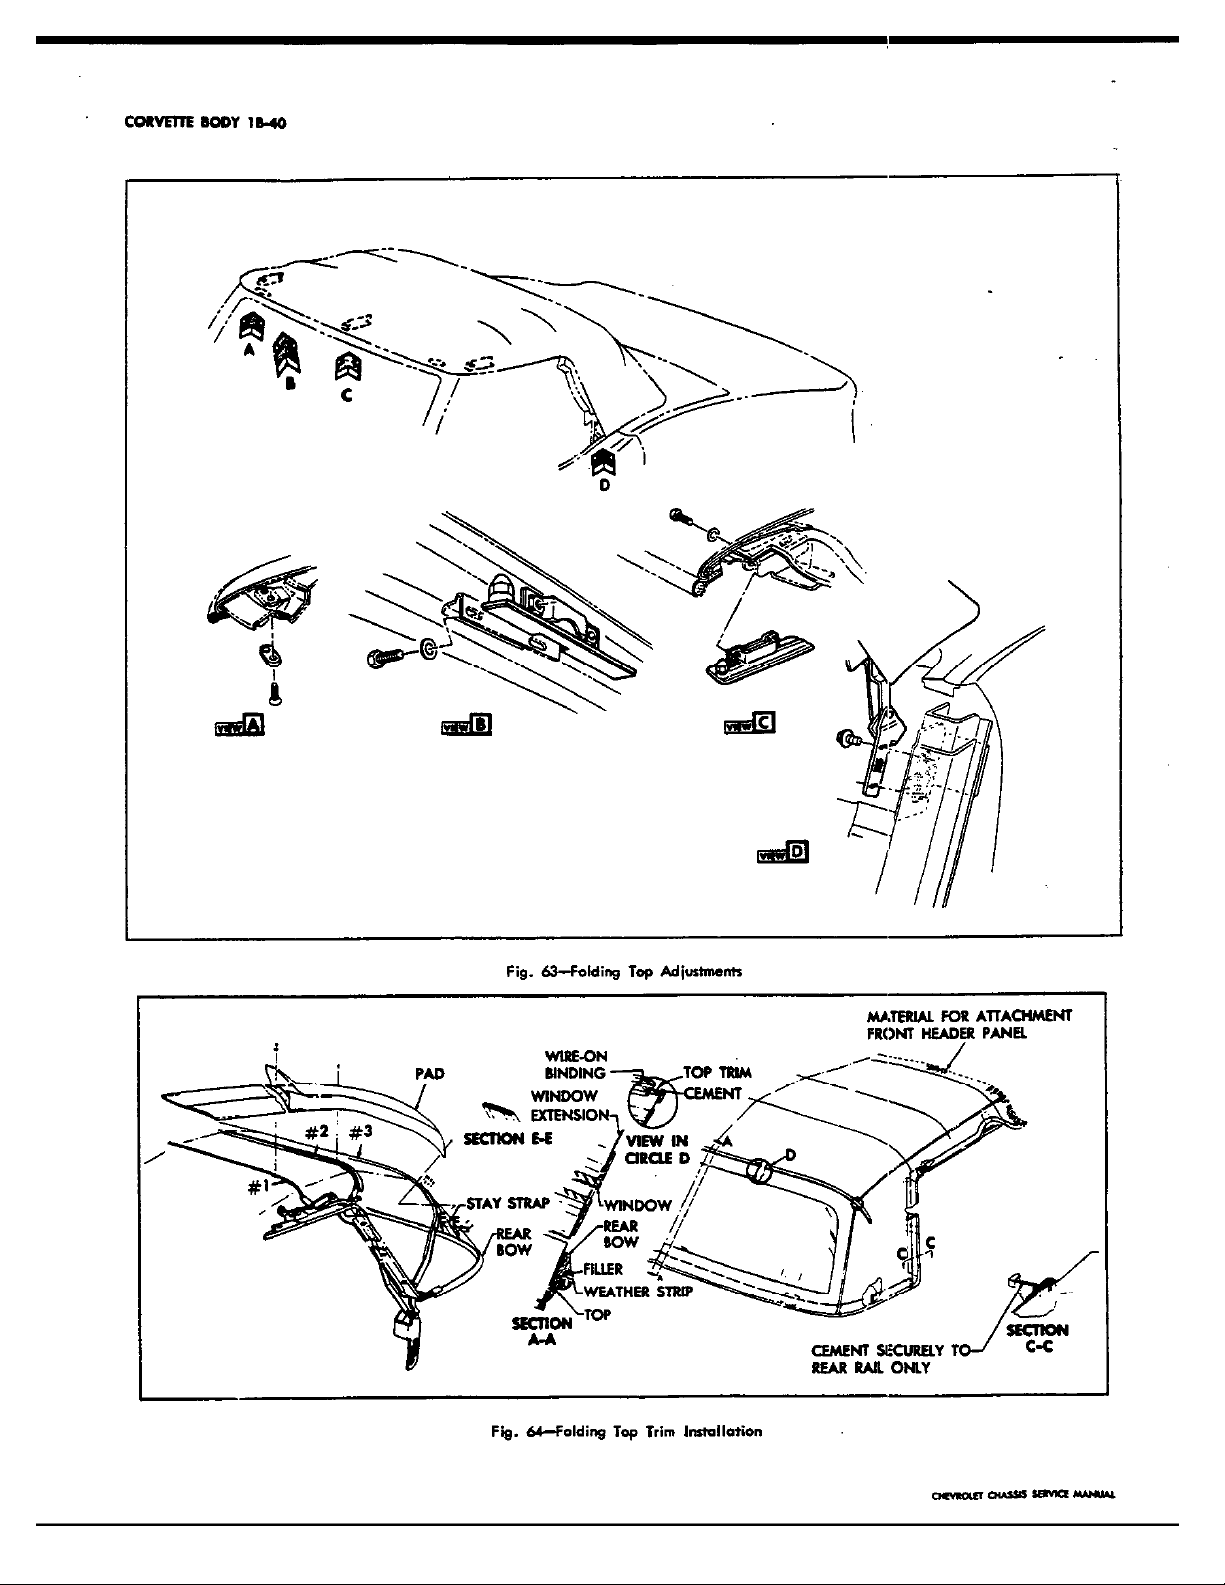 CORVETTE BODY 1B-40
A
B
C
D
VIEW A
VIEW B
VIEW C
VIEW D
Fig. 63—Folding Top Adjustments
MATERIAL FOR ATTACHMENT
FRONT HEADER PANEL
PAD
#2
#3
#1
SECTION E-E
STAY STRAP
E
E
REAR
BOW
WIRE-ON
BINDING
TOP TRIM
CEMENT
WINDOW
EXTENSION
VIEW IN
CIRCLE D
WINDOW
REAR
BOW
FILLER
WEATHER STRIP
TOP
SECTION
A-A
A
D
A
C
C
CEMENT SECURELY TO
REAR RAIL ONLY
SECTION
C-C
Fig. 64—Folding Top Trim Installation
CHEVROLET CHASSIS SERVICE MANUAL